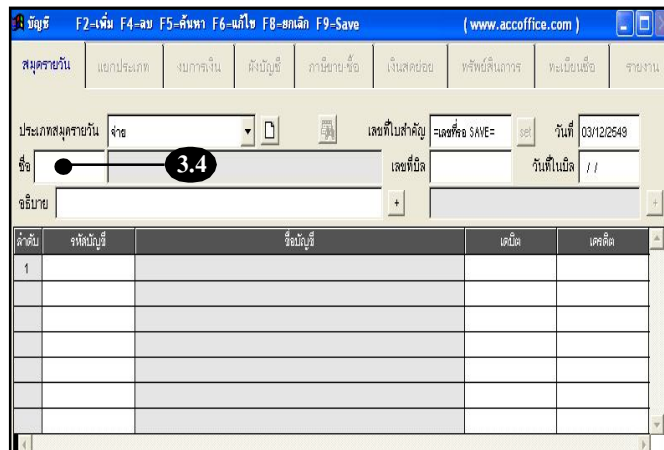 บัญชี F2-เพิ่ม F4-ลบ F5-ค้นหา F6-แก้ไข F8-ยกเลิก F9-Save ( www.accoffice.com )
สมุดรายวัน แยกประเภท งบการเงิน ผังบัญชี ภาษีขาย-ซื้อ เงินสดย่อย ทรัพย์สินถาวร ทะเบียนชื่อ รายงาน
ประเภทสมุดรายวัน จ่าย เลขที่ใบสำคัญ =เลขที่รอ SAVE= set วันที่ 03/12/2549
ชื่อ 3.4 เลขที่บิล วันที่ในบิล / /
อธิบาย + +
ลำดับ รหัสบัญชี ชื่อบัญชี เดบิต เครดิต
1